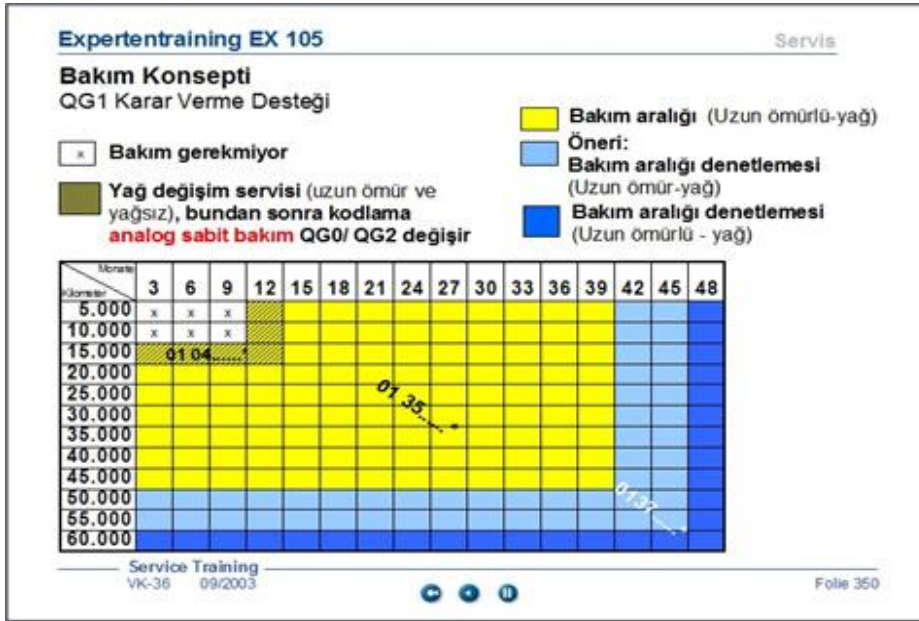 Expertentraining EX 105
Servis
Bakım Konsepti
QG1 Karar Verme Desteği
x Bakım gerekmiyor
Yağ değişim servisi (uzun ömür ve
yağsız), bundan sonra kodlama
analog sabit bakım QG0/ QG2 değişir
Bakım aralığı (Uzun ömürlü-yağ)
Öneri:
Bakım aralığı denetlemesi
(Uzun ömür-yağ)
Bakım aralığı denetlemesi
(Uzun ömürlü - yağ)
Monate
Kilometer
3 6 9 12 15 18 21 24 27 30 33 36 39 42 45 48
5.000 x x x
10.000 x x x
15.000 01 04......*
20.000
25.000
30.000
35.000
40.000
45.000
50.000
55.000
60.000
01 35......*
0137......*
Service Training
VK-36 09/2003
Folie 350